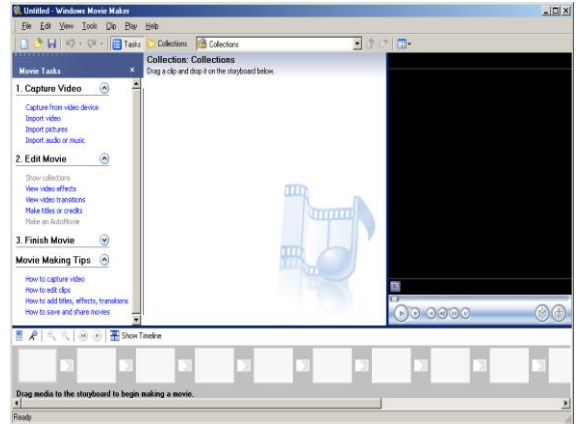 Untitled - Windows Movie Maker
File Edit View Tools Clip Play Help
Tasks Collections Collections
Movie Tasks
Collection: Collections
Drag a clip and drop it on the storyboard below.
1. Capture Video
Capture from video device
Import video
Import pictures
Import audio or music
2. Edit Movie
Show collections
View video effects
View video transitions
Make titles or credits
Make an AutoMovie
3. Finish Movie
Movie Making Tips
How to capture video
How to edit clips
How to add titles, effects, transitions
How to save and share movies
Show Timeline
Drag media to the storyboard to begin making a movie.
Ready